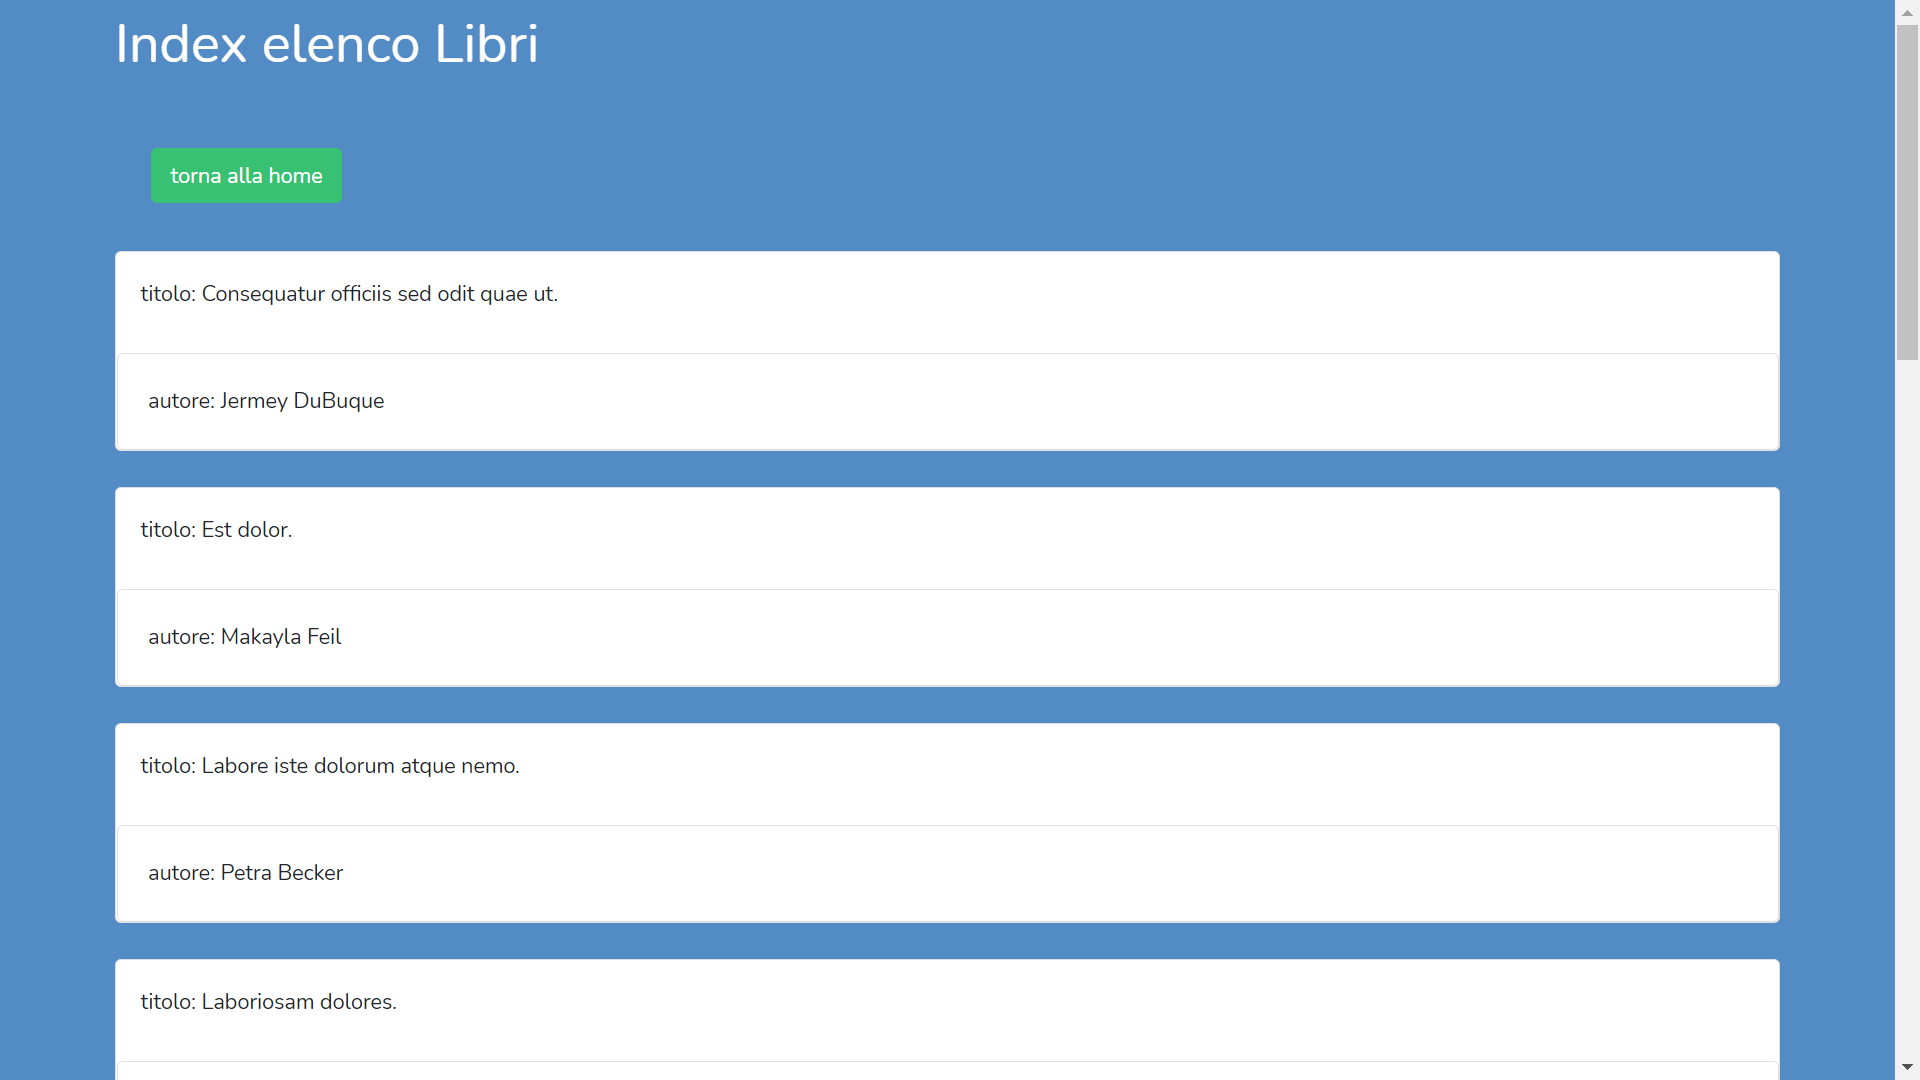 Index elenco Libri
torna alla home
titolo: Consequatur officiis sed odit quae ut.
autore: Jermey DuBuque
titolo: Est dolor.
autore: Makayla Feil
titolo: Labore iste dolorum atque nemo.
autore: Petra Becker
titolo: Laboriosam dolores.